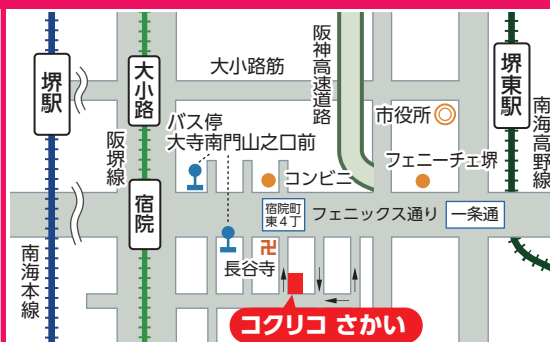 堺駅
大小路
大小路筋
阪神高速道路
堺東駅
市役所
南海高野線
阪堺線
バス停
大寺南門山之口前
コンビニ
フェニーチェ堺
宿院
宿院町
東4丁
フェニックス通り
一条通
南海本線
卍
長谷寺
コクリコ さかい